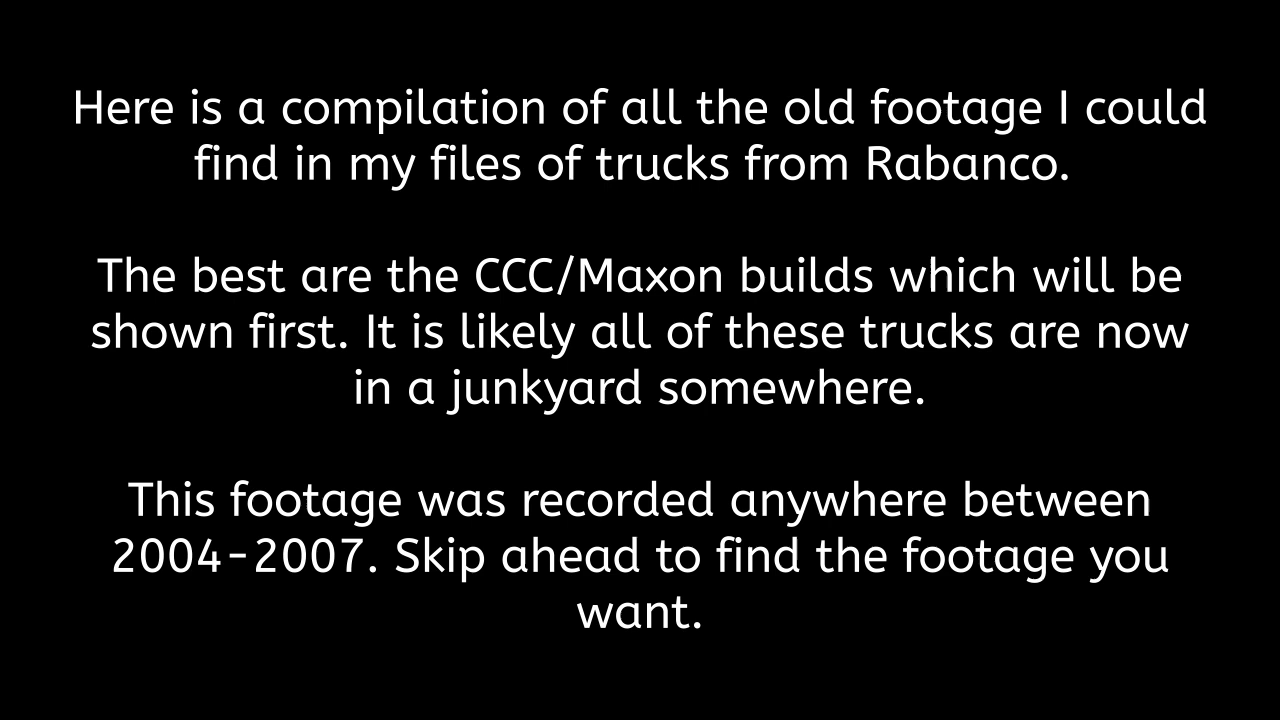 Here is a compilation of all the old footage I could
find in my files of trucks from Rabanco.
The best are the CCC/Maxon builds which will be
shown first. It is likely all of these trucks are now
in a junkyard somewhere.
This footage was recorded anywhere between
2004-2007. Skip ahead to find the footage you
want.